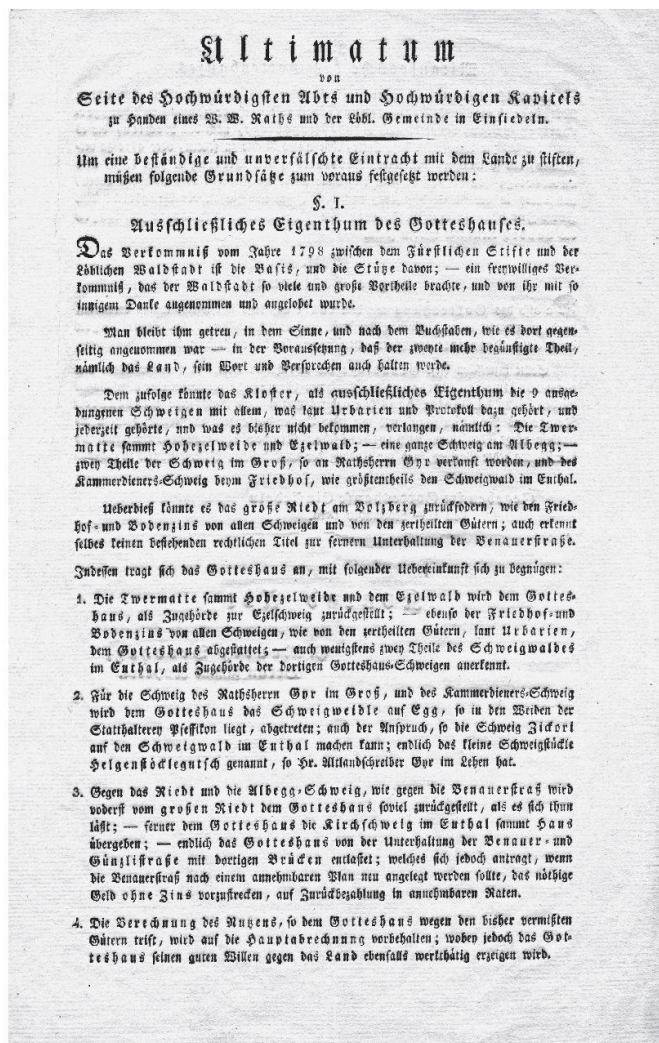 Ultimatum
von
Seite des Hochwürdigsten Abts und Hochwürdigen Kapitels
zu Handen eines W. W. Raths und der Löbl. Gemeinde in Einsiedeln.
Um eine beständige und unverfälschte Eintracht mit dem Lande zu stiften,
müßen folgende Grundsätze zum voraus festgesetzt werden:
§. I.
Ausschließliches Eigenthum des Gotteshauses.
Das Verkommniß vom Jahre 1798 zwischen dem Fürstlichen Stifte und der
Löblichen Waldstadt ist die Basis, und die Stütze davon; — ein freywilliges Ver-
kommniß, das der Waldstadt so viele und große Vortheile brachte, und von ihr mit so
innigem Danke angenommen und angelobet wurde.
Man bleibt ihm getreu, in dem Sinne, und nach dem Buchstaben, wie es dort gegen-
seitig angenommen war — in der Voraussetzung, daß der zweyte mehr begünstigte Theil,
nämlich das Land, sein Wort und Versprechen auch halten werde.
Dem zufolge könnte das Kloster, als ausschließliches Eigenthum die 9 ausge-
dungenen Schweigen mit allem, was laut Urbarien und Protokoll dazu gehört, und
jederzeit gehörte, und was es bisher nicht bekommen, verlangen, nämlich: Die Twer-
matte sammt Hohezelweide und Ezelwald; — eine ganze Schweig am Albegg; —
zwey Theile der Schweig im Groß, so an Rathsherrn Gyr verkauft worden, und des
Kammerdieners-Schweig beym Friedhof, wie größtentheils den Schweigwald im Euthal.
Ueberdieß könnte es das große Riedt am Bolzberg zurückfodern, wie den Fried-
hof- und Bodenzins von allen Schweigen und von den zertheilten Gütern; auch erkennt
selbes keinen bestehenden rechtlichen Titel zur fernern Unterhaltung der Benauerstraße.
Indessen tragt sich das Gotteshaus an, mit folgender Uebereinkunft sich zu begnügen:
1. Die Twermatte sammt Hohezelweide und dem Ezelwald wird dem Gottes-
haus, als Zugehörde zur Ezelschweig zurückgestellt; — ebenso der Friedhof- und
Bodenzins von allen Schweigen, wie von den zertheilten Gütern, laut Urbarien,
dem Gotteshaus abgestattet; — auch wenigstens zwey Theile des Schweigwaldes
im Euthal, als Zugehörde der dortigen Gotteshaus-Schweigen anerkennt.
2. Für die Schweig des Rathsherrn Gyr im Groß, und des Kammerdieners-Schweig
wird dem Gotteshaus das Schweigweidle auf Egg, so in den Weiden der
Statthalterey Pfeffikon liegt, abgetreten; auch der Anspruch, so die Schweig Zickorl
auf den Schweigwald im Euthal machen kann; endlich das kleine Schweigstückle
Helgenstöcklegutsch genannt, so Hr. Altlandschreiber Gyr im Lehen hat.
3. Gegen das Riedt und die Albegg-Schweig, wie gegen die Benauerstraß wird
voderst vom großen Riedt dem Gotteshaus soviel zurückgestellt, als es sich thun
läßt; — ferner dem Gotteshaus die Kirchschweig im Euthal sammt Haus
übergeben; — endlich das Gotteshaus von der Unterhaltung der Benauer- und
Günzlistraße mit dortigen Brücken entlastet; welches sich jedoch antragt, wenn
die Benauerstraß nach einem annehmbaren Plan neu angelegt werden sollte, das nöthige
Geld ohne Zins vorzustrecken, auf Zurückbezahlung in annehmbaren Raten.
4. Die Berechnung des Nutzens, so dem Gotteshaus wegen den bisher vermißten
Gütern trift, wird auf die Hauptabrechnung vorbehalten; wobey jedoch das Got-
teshaus seinen guten Willen gegen das Land ebenfalls werkthätig erzeigen wird.